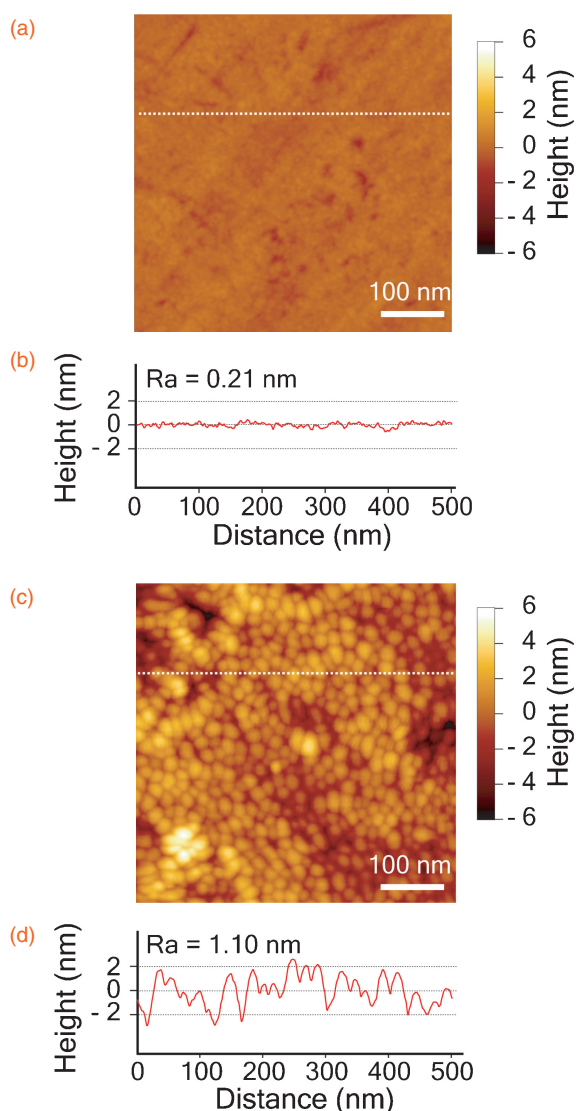 (a)
6
4
2
0
- 2
- 4
- 6
Height (nm)
100 nm
(b)
Ra = 0.21 nm
Height (nm)
2
0
- 2
0 100 200 300 400 500
Distance (nm)
(c)
6
4
2
0
- 2
- 4
- 6
Height (nm)
100 nm
(d)
Ra = 1.10 nm
Height (nm)
2
0
- 2
0 100 200 300 400 500
Distance (nm)